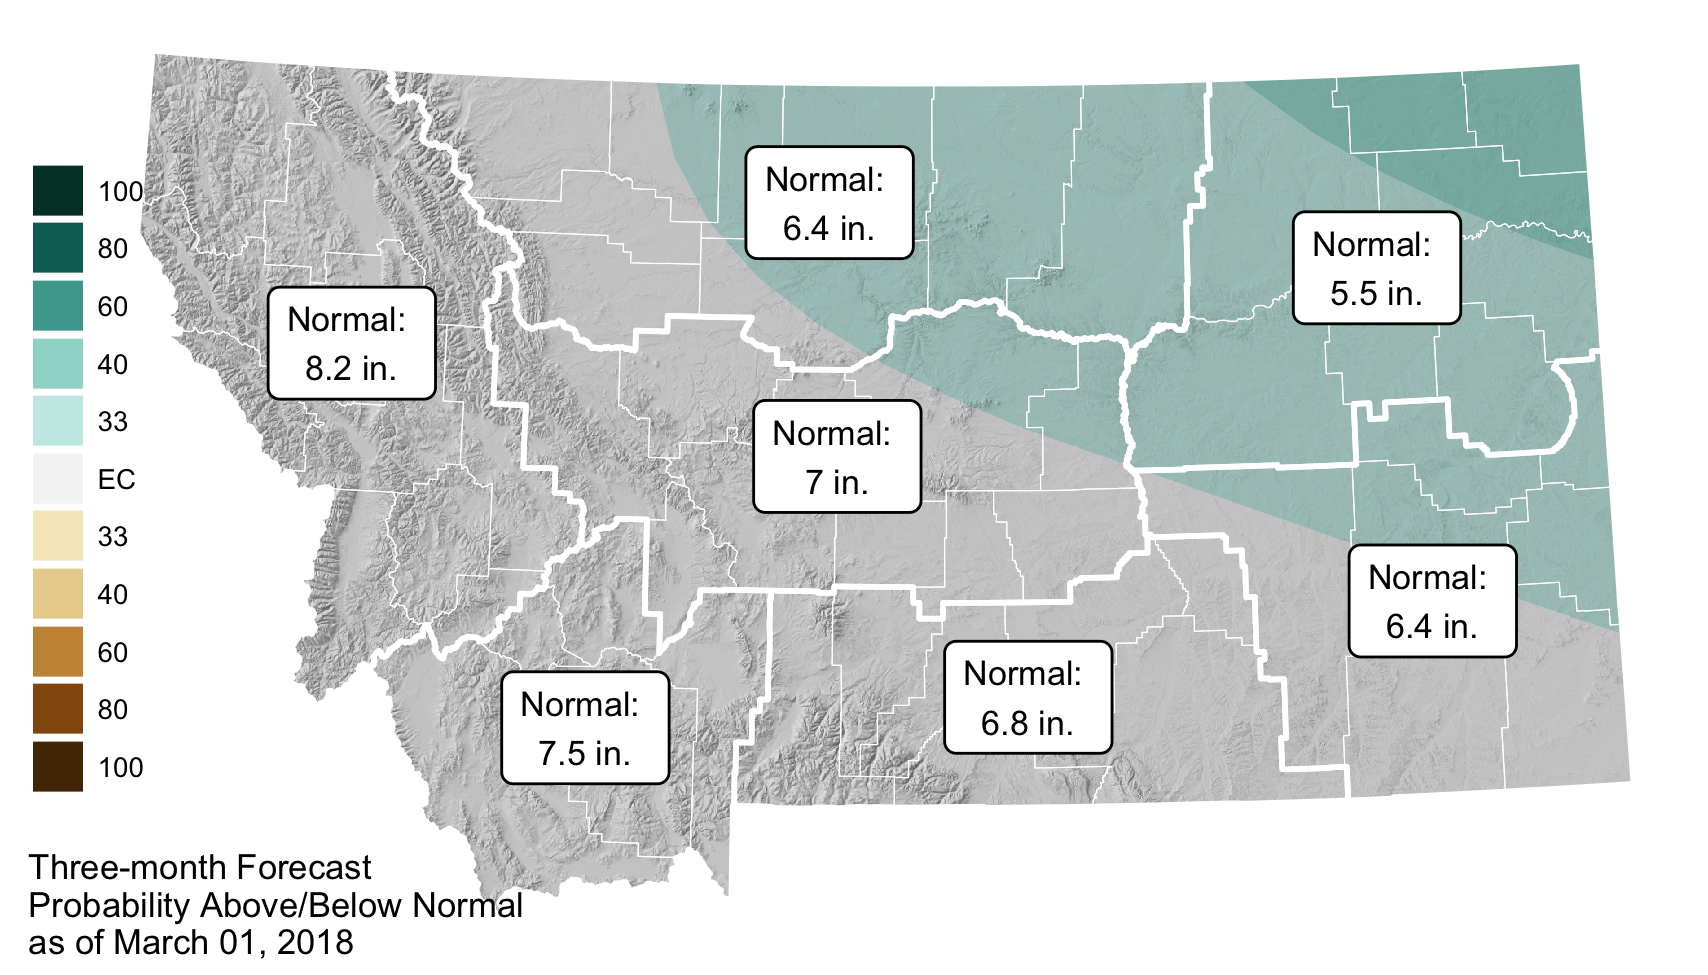 100
80
60
40
33
EC
33
40
60
80
100
Normal:
6.4 in.
Normal:
5.5 in.
Normal:
8.2 in.
Normal:
7 in.
Normal:
6.4 in.
Normal:
6.8 in.
Normal:
7.5 in.
Three-month Forecast
Probability Above/Below Normal
as of March 01, 2018